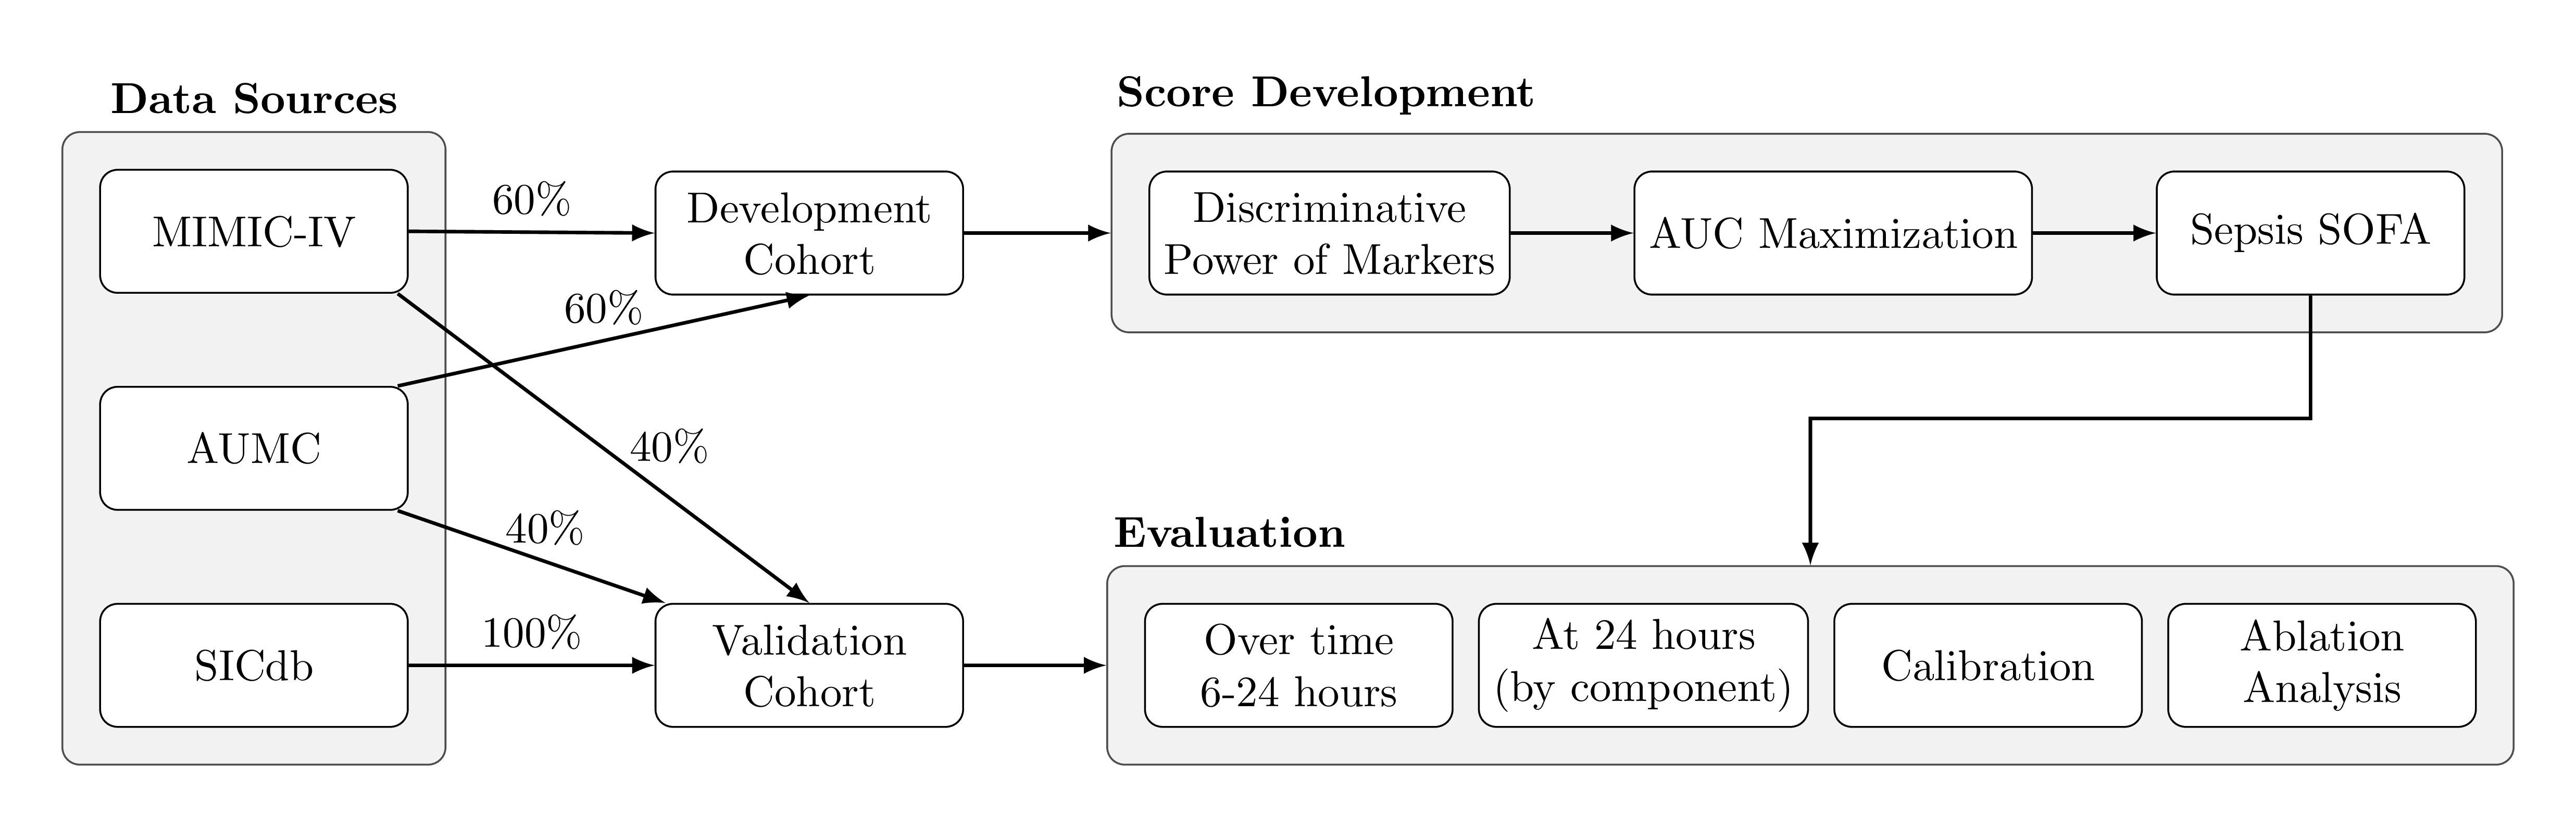 Data Sources
MIMIC-IV
AUMC
SICdb
60%
60%
40%
40%
100%
Development
Cohort
Validation
Cohort
Score Development
Discriminative
Power of Markers
AUC Maximization
Sepsis SOFA
Evaluation
Over time
6-24 hours
At 24 hours
(by component)
Calibration
Ablation
Analysis